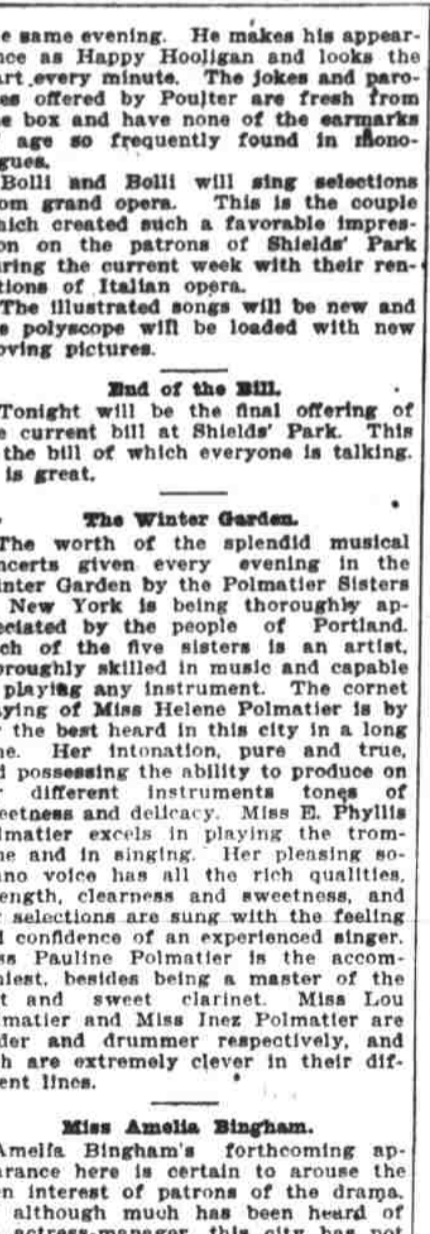 e same evening. He makes his appear-
nce as Happy Hooligan and looks the
art every minute. The jokes and paro-
es offered by Poulter are fresh from
e box and have none of the earmarks
age so frequently found in mono-
gues.
Bolli and Bolli will sing selections
om grand opera. This is the couple
hich created such a favorable impres-
on on the patrons of Shields' Park
uring the current week with their ren-
tions of Italian opera.
The illustrated songs will be new and
e polyscope will be loaded with new
oving pictures.
End of the Bill.
Tonight will be the final offering of
e current bill at Shields' Park. This
the bill of which everyone is talking.
is great.
The Winter Garden.
The worth of the splendid musical
ncerts given every evening in the
inter Garden by the Polmatier Sisters
New York is being thoroughly ap-
eciated by the people of Portland.
ch of the five sisters is an artist,
oroughly skilled in music and capable
playing any instrument. The cornet
aying of Miss Helene Polmatier is by
r the best heard in this city in a long
me. Her intonation, pure and true,
d possessing the ability to produce on
r different instruments tones of
eetness and delicacy. Miss E. Phyllis
lmatier excels in playing the trom-
ne and in singing. Her pleasing so-
ano voice has all the rich qualities,
ength, clearness and sweetness, and
r selections are sung with the feeling
d confidence of an experienced singer.
ss Pauline Polmatier is the accom-
niest, besides being a master of the
t and sweet clarinet. Miss Lou
lmatier and Miss Inez Polmatier are
der and drummer respectively, and
h are extremely clever in their dif-
ent lines.
Miss Amelia Bingham.
Amelia Bingham's forthcoming ap-
arance here is certain to arouse the
en interest of patrons of the drama,
although much has been heard of
actress-manager, this city has not